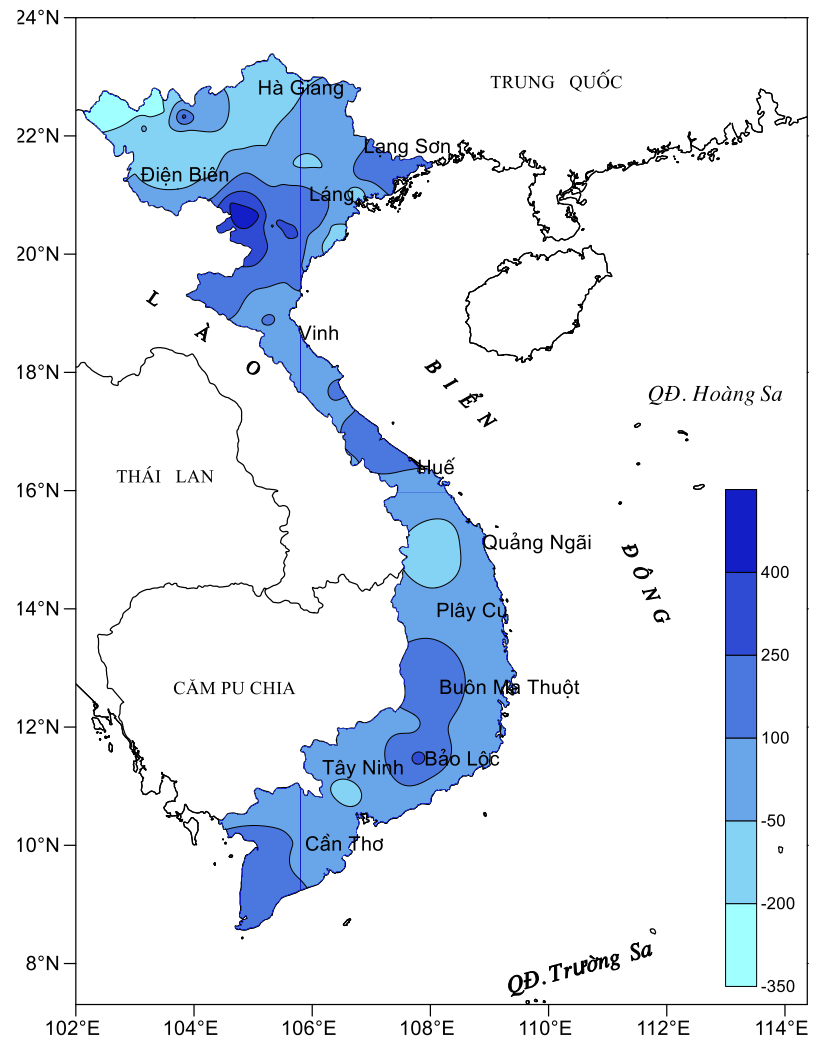 24°N
22°N
20°N
18°N
16°N
14°N
12°N
10°N
8°N
102°E
104°E
106°E
108°E
110°E
112°E
114°E
TRUNG QUỐC
Hà Giang
Lạng Sơn
Điện Biên
Láng
LÀO
Vinh
BIỂN
QĐ. Hoàng Sa
THÁI LAN
Huế
Quảng Ngãi
ĐÔNG
Plây Cu
CĂM PU CHIA
Buôn Ma Thuột
Bảo Lộc
Tây Ninh
Cần Thơ
QĐ. Trường Sa
400
250
100
-50
-200
-350